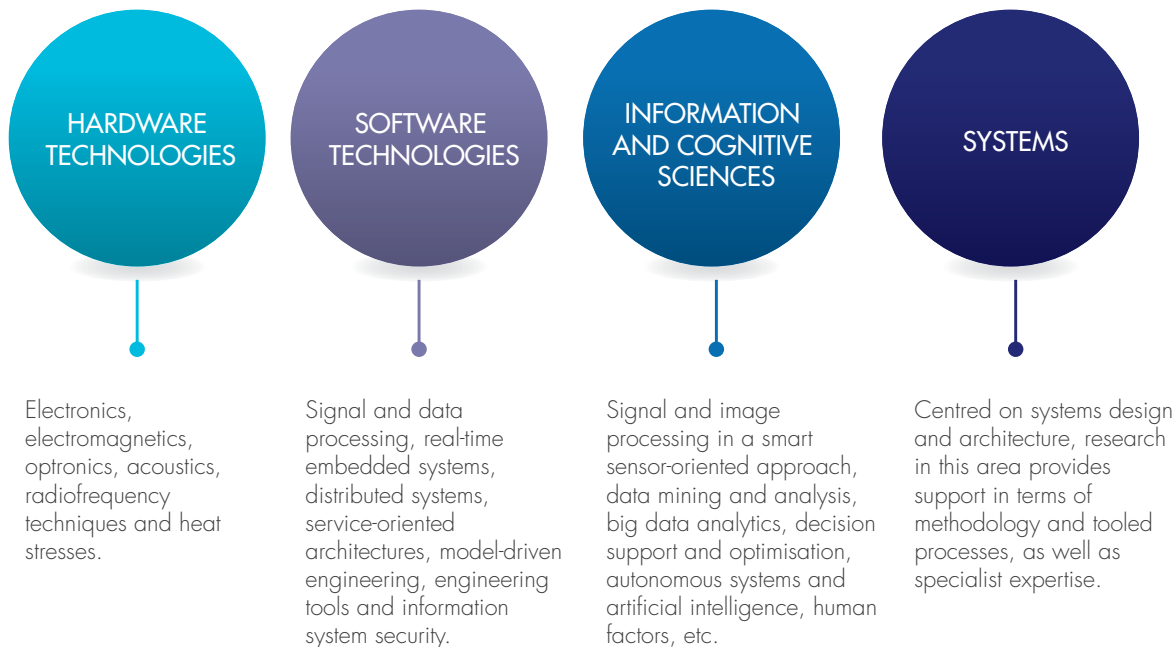 HARDWARE
TECHNOLOGIES
Electronics,
electromagnetics,
optronics, acoustics,
radiofrequency
techniques and heat
stresses.
SOFTWARE
TECHNOLOGIES
Signal and data
processing, real-time
embedded systems,
distributed systems,
service-oriented
architectures, model-driven
engineering, engineering
tools and information
system security.
INFORMATION
AND COGNITIVE
SCIENCES
Signal and image
processing in a smart
sensor-oriented approach,
data mining and analysis,
big data analytics, decision
support and optimisation,
autonomous systems and
artificial intelligence, human
factors, etc.
SYSTEMS
Centred on systems design
and architecture, research
in this area provides
support in terms of
methodology and tooled
processes, as well as
specialist expertise.